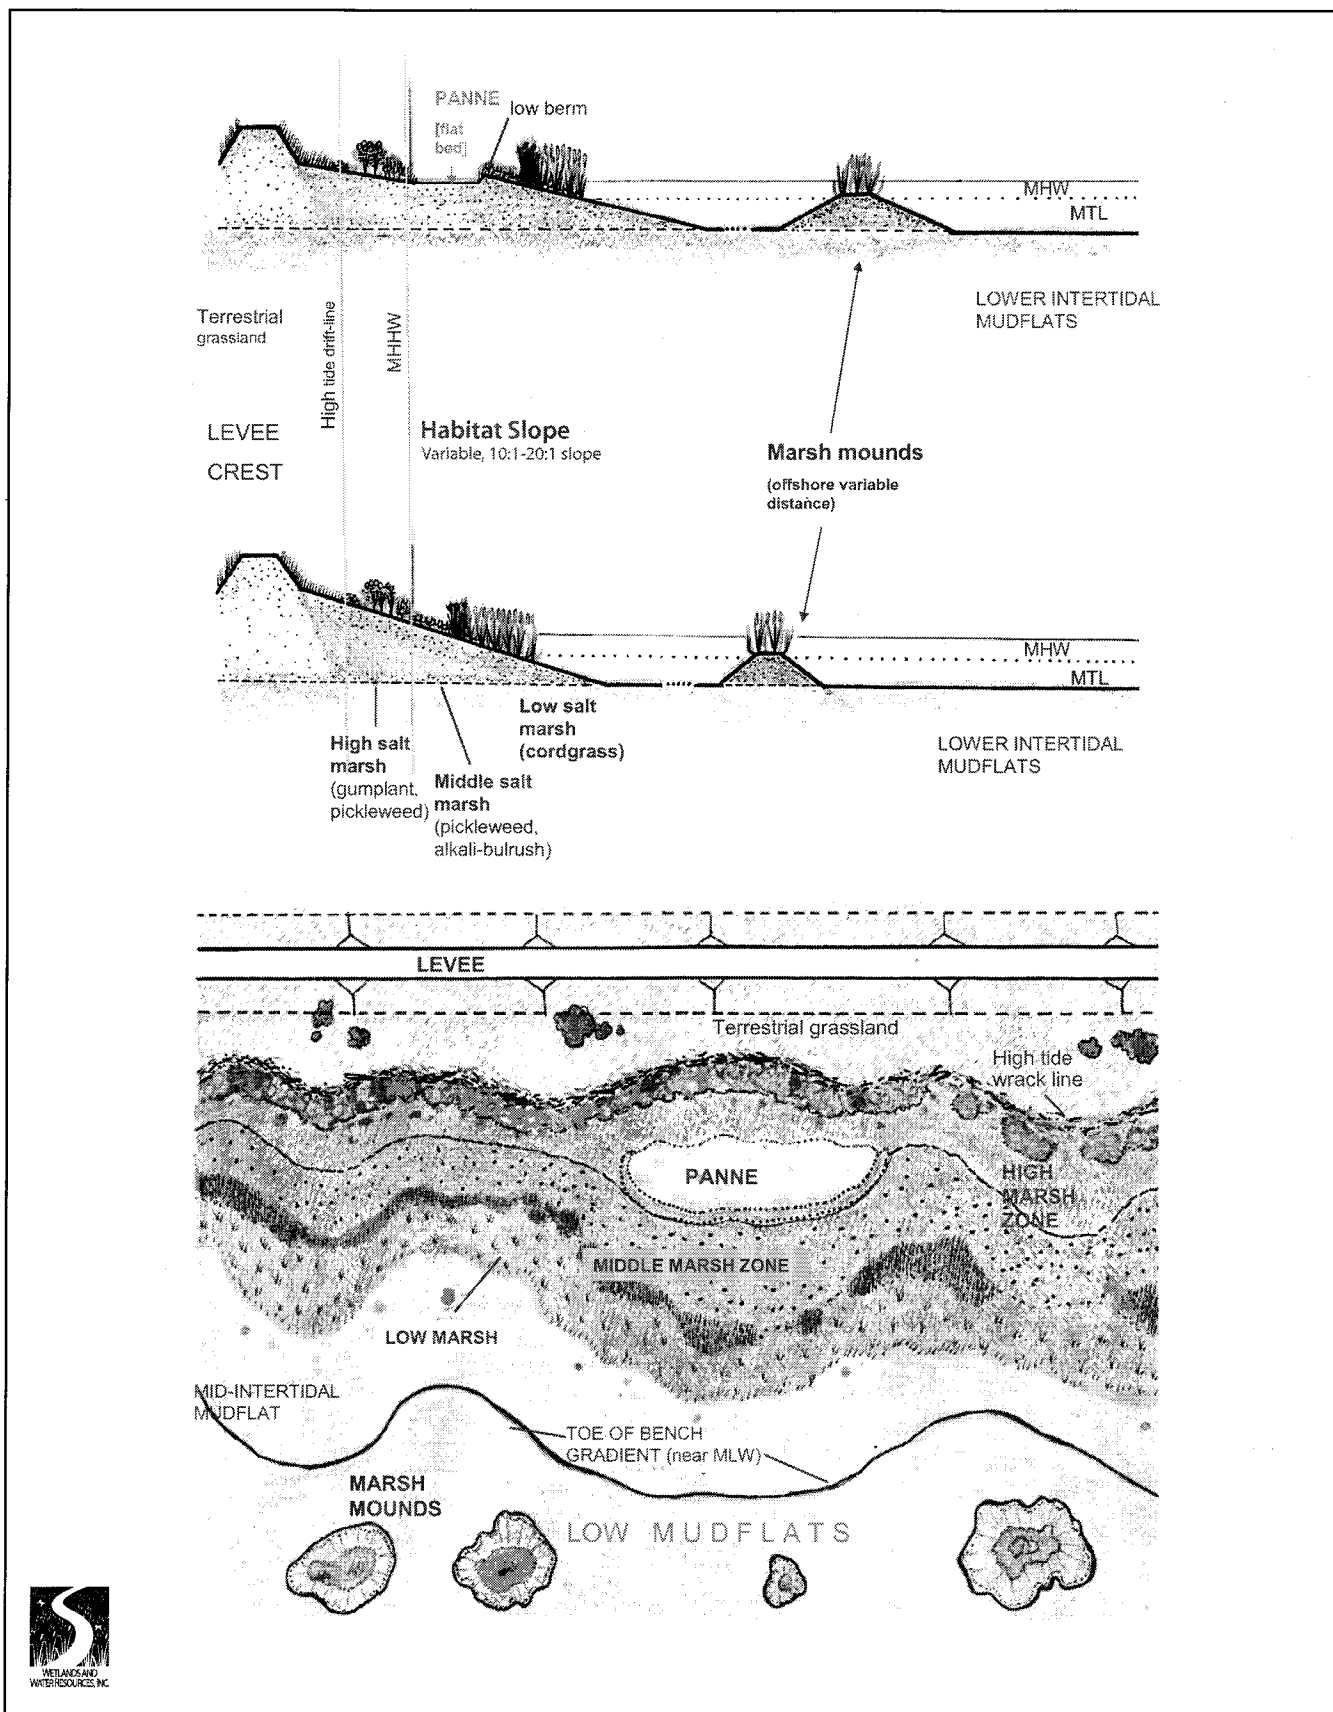 PANNE
[flat
bed]
low berm
MHW
MTL
LOWER INTERTIDAL
MUDFLATS
Terrestrial
grassland
High tide drift-line
MHHW
LEVEE
CREST
Habitat Slope
Variable, 10:1-20:1 slope
Marsh mounds
(offshore variable
distance)
MHW
MTL
LOWER INTERTIDAL
MUDFLATS
Low salt
marsh
(cordgrass)
High salt
marsh
(gumplant,
pickleweed)
Middle salt
marsh
(pickleweed,
alkali-bulrush)
LEVEE
Terrestrial grassland
High tide
wrack line
PANNE
HIGH
MARSH
ZONE
MIDDLE MARSH ZONE
LOW MARSH
MID-INTERTIDAL
MUDFLAT
TOE OF BENCH
GRADIENT (near MLW)
MARSH
MOUNDS
LOW MUDFLATS
WETLANDS AND
WATER RESOURCES, INC.